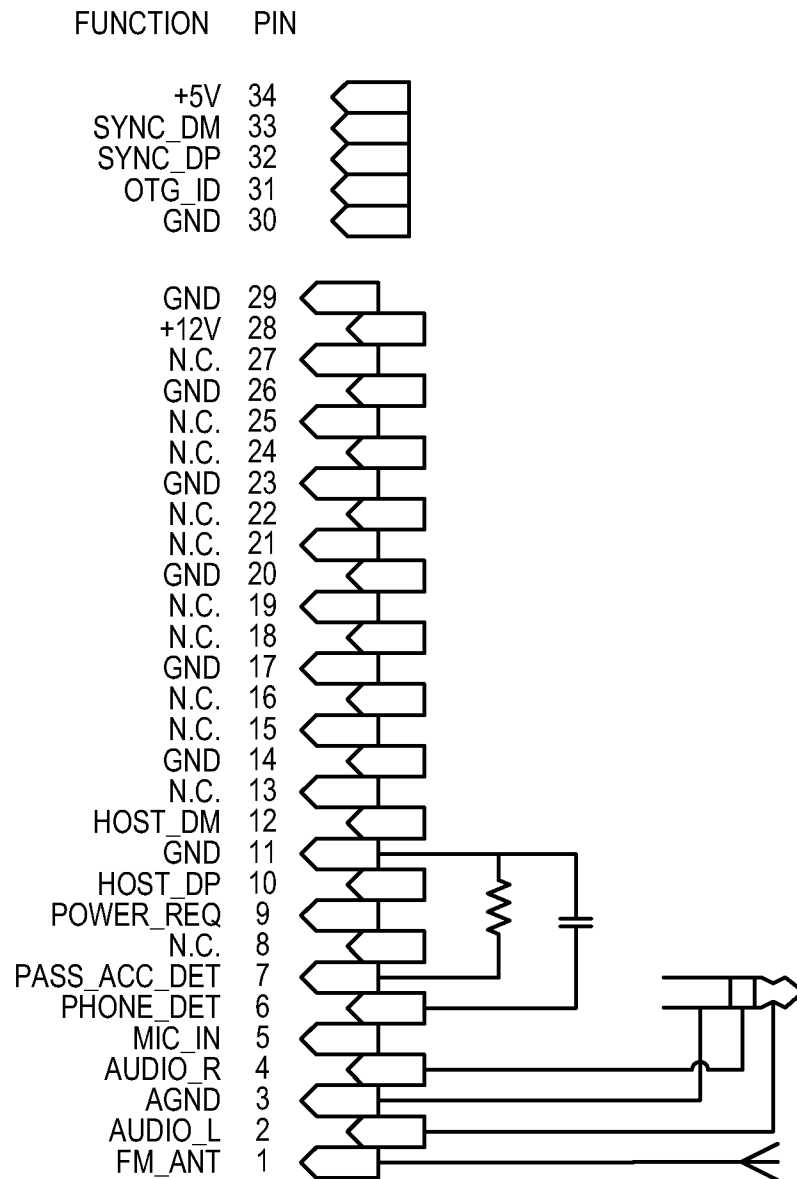 FUNCTION PIN
+5V 34
SYNC_DM 33
SYNC_DP 32
OTG_ID 31
GND 30
GND 29
+12V 28
N.C. 27
GND 26
N.C. 25
N.C. 24
GND 23
N.C. 22
N.C. 21
GND 20
N.C. 19
N.C. 18
GND 17
N.C. 16
N.C. 15
GND 14
N.C. 13
HOST_DM 12
GND 11
HOST_DP 10
POWER_REQ 9
N.C. 8
PASS_ACC_DET 7
PHONE_DET 6
MIC_IN 5
AUDIO_R 4
AGND 3
AUDIO_L 2
FM_ANT 1